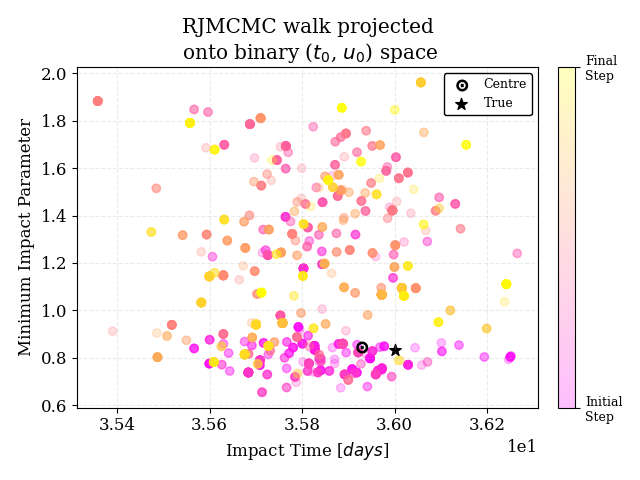 RJMCMC walk projected
onto binary (t₀, u₀) space
Final
Step
Centre
True
2.0
1.8
1.6
1.4
1.2
1.0
0.8
0.6
Minimum Impact Parameter
Initial
Step
3.54
3.56
3.58
3.60
3.62
1e1
Impact Time [days]